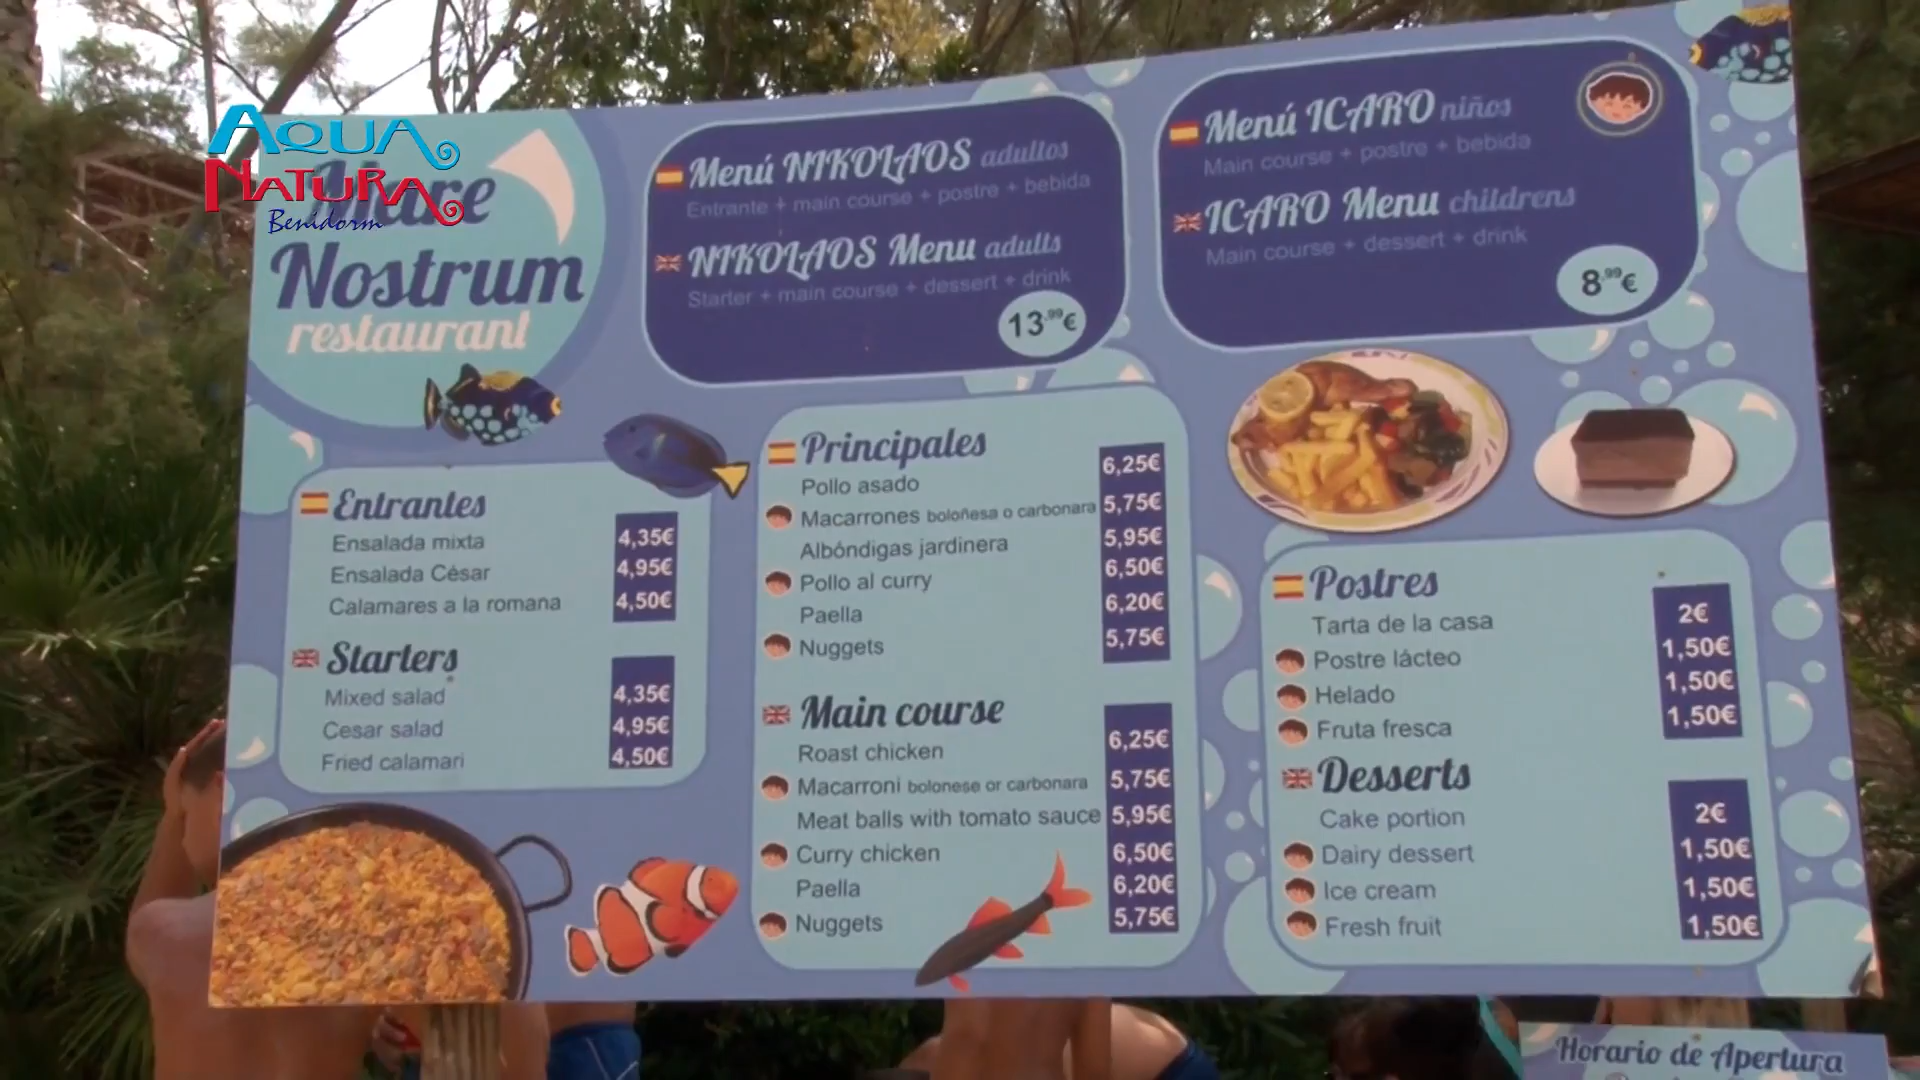 AQUA
NATURA
Benidorm
Mare
Nostrum
restaurant
Menú NIKOLAOS adultos
Entrante + main course + postre + bebida
NIKOLAOS Menu adults
Starter + main course + dessert + drink
13,99€
Menú ICARO niños
Main course + postre + bebida
ICARO Menu childrens
Main course + dessert + drink
8,99€
Entrantes
Ensalada mixta 4,35€
Ensalada César 4,95€
Calamares a la romana 4,50€
Starters
Mixed salad 4,35€
Cesar salad 4,95€
Fried calamari 4,50€
Principales
Pollo asado 6,25€
Macarrones boloñesa o carbonara 5,75€
Albóndigas jardinera 5,95€
Pollo al curry 6,50€
Paella 6,20€
Nuggets 5,75€
Main course
Roast chicken 6,25€
Macarroni bolonese or carbonara 5,75€
Meat balls with tomato sauce 5,95€
Curry chicken 6,50€
Paella 6,20€
Nuggets 5,75€
Postres
Tarta de la casa 2€
Postre lácteo 1,50€
Helado 1,50€
Fruta fresca 1,50€
Desserts
Cake portion 2€
Dairy dessert 1,50€
Ice cream 1,50€
Fresh fruit 1,50€
Horario de Apertura